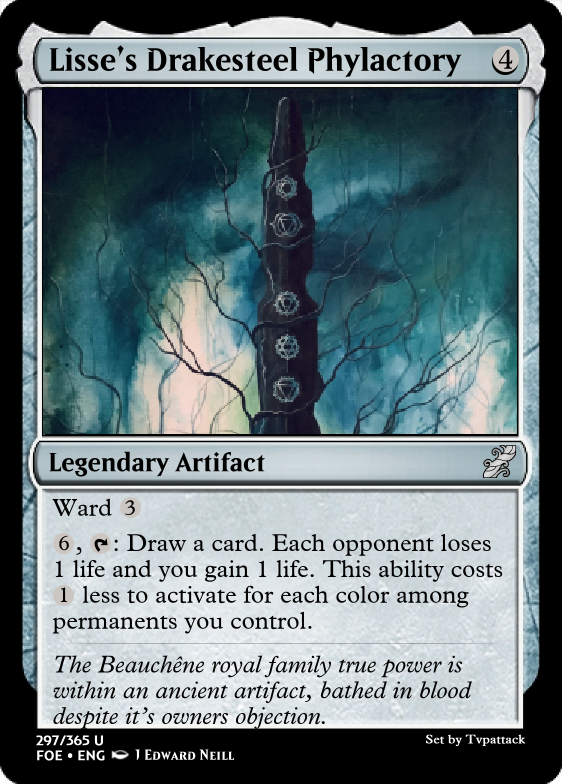 Lisse's Drakesteel Phylactory 4
Legendary Artifact
Ward 3
6, : Draw a card. Each opponent loses
1 life and you gain 1 life. This ability costs
1 less to activate for each color among
permanents you control.
The Beauchêne royal family true power is
within an ancient artifact, bathed in blood
despite it's owners objection.
297/365 U
FOE • ENG J Edward Neill
Set by Tvpattack